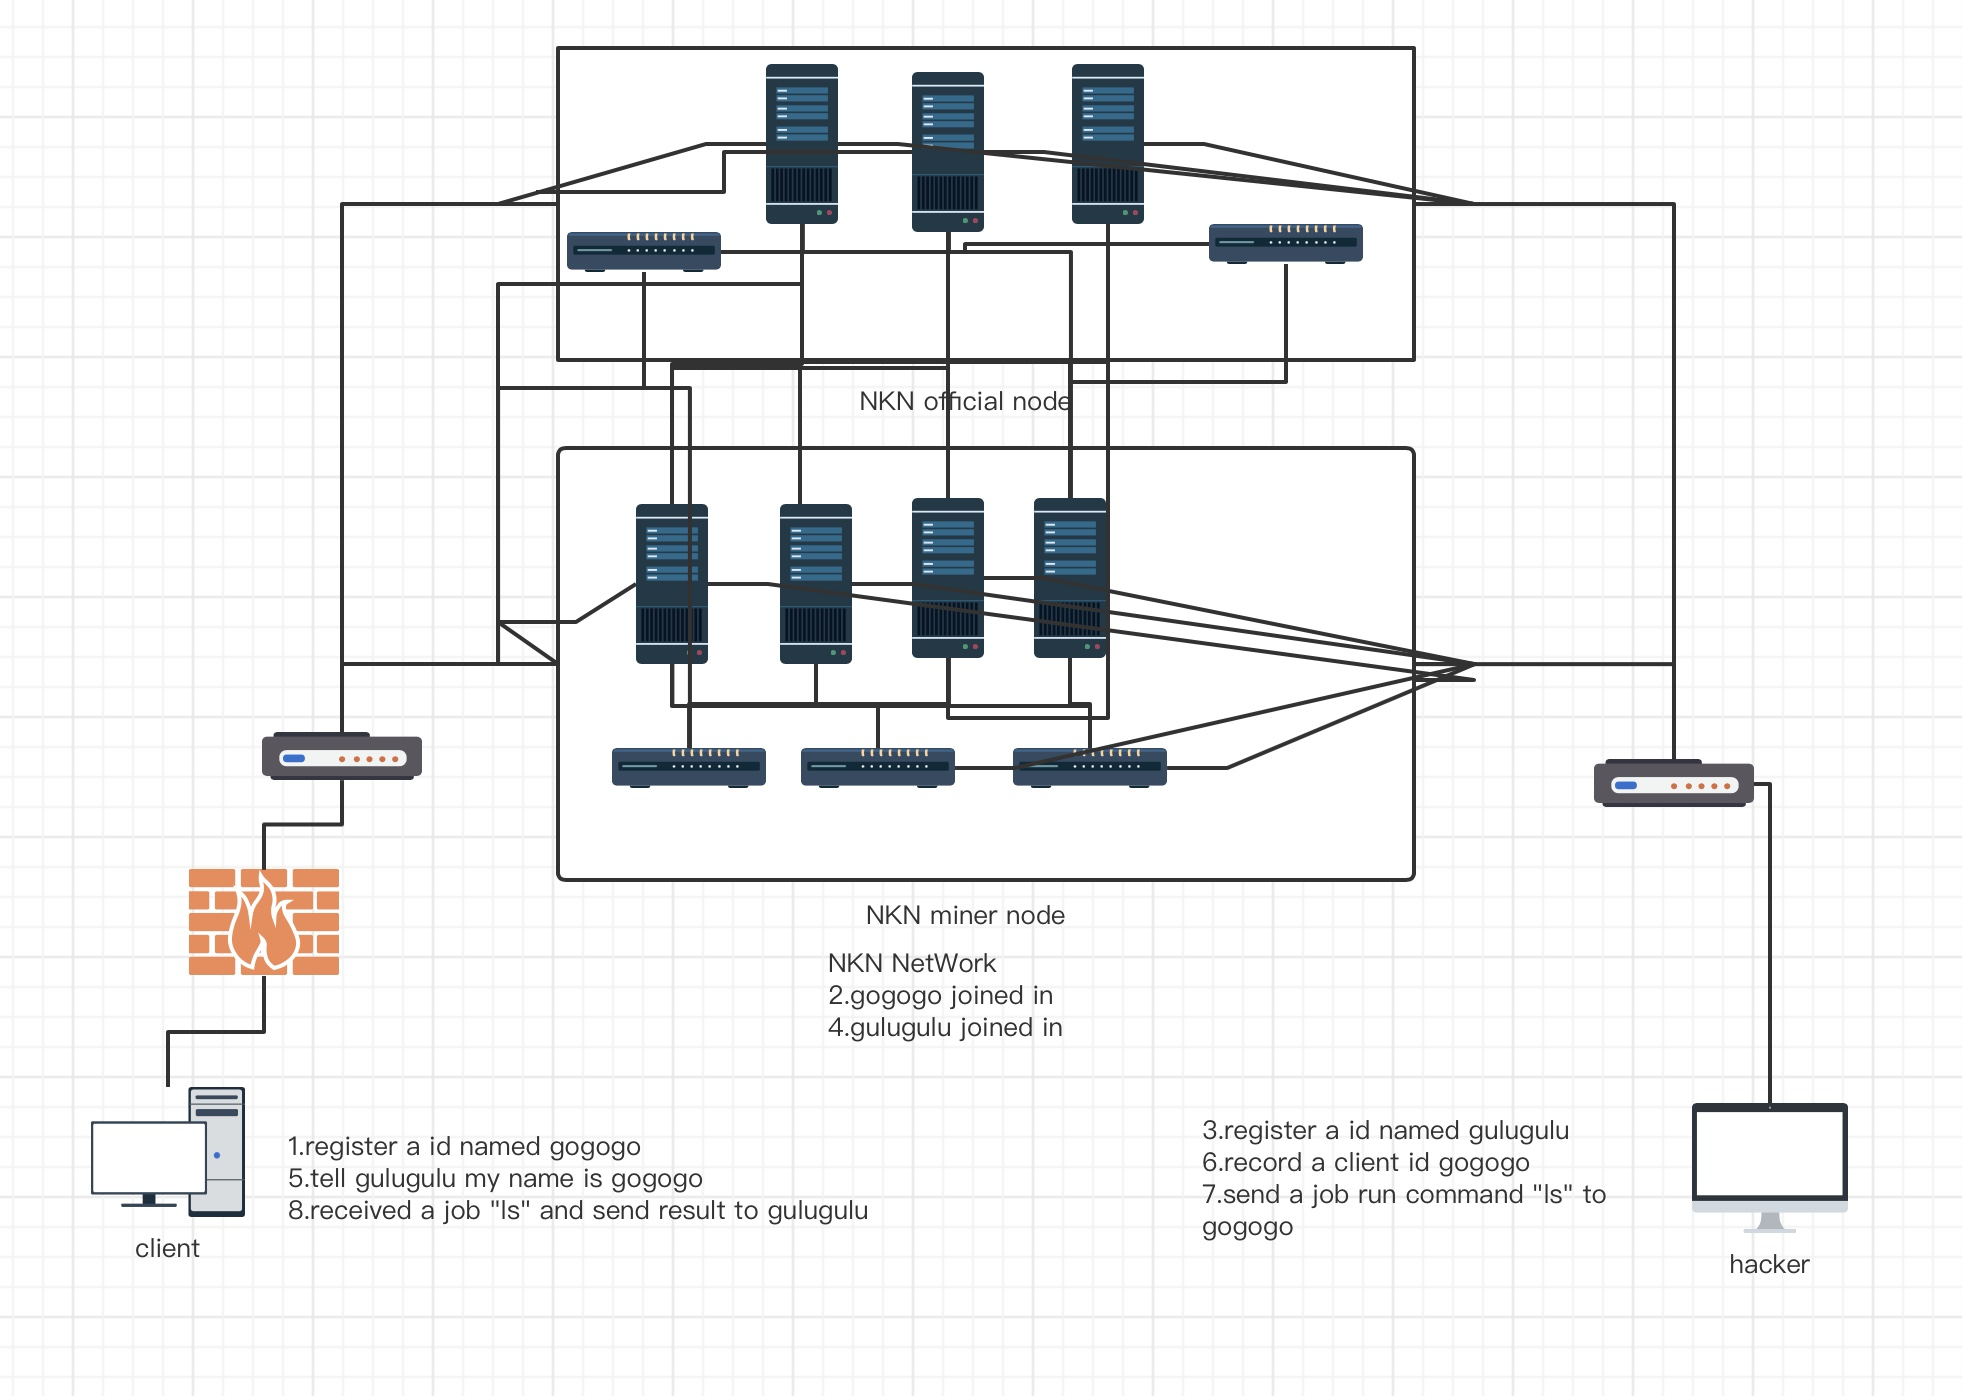 NKN official node
NKN miner node
NKN NetWork
2.gogogo joined in
4.gulugulu joined in
1.register a id named gogogo
5.tell gulugulu my name is gogogo
8.received a job "ls" and send result to gulugulu
client
3.register a id named gulugulu
6.record a client id gogogo
7.send a job run command "ls" to
gogogo
hacker